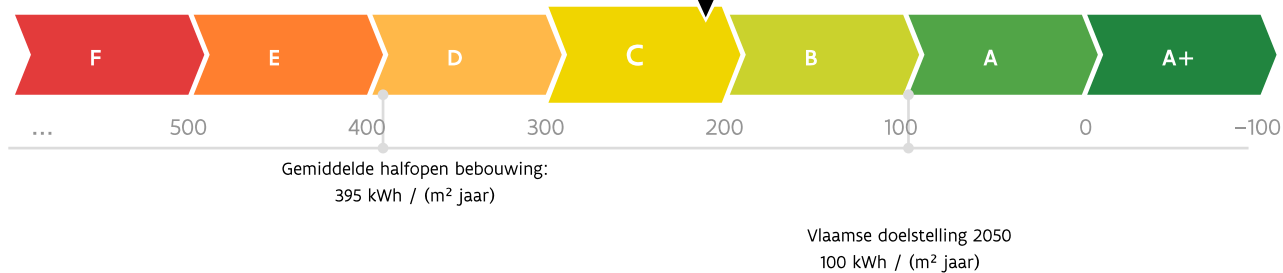 F E D C B A A+
... 500 400 300 200 100 0 −100
Gemiddelde halfopen bebouwing:
395 kWh / (m² jaar)
Vlaamse doelstelling 2050
100 kWh / (m² jaar)